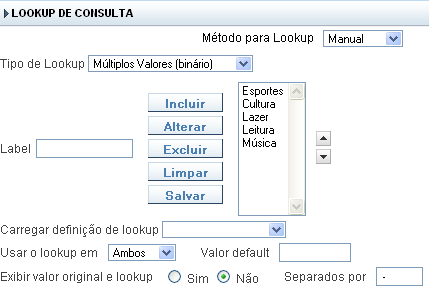 LOOKUP DE CONSULTA
Método para Lookup Manual
Tipo de Lookup Múltiplos Valores (binário)
Label
Incluir
Alterar
Excluir
Limpar
Salvar
Esportes
Cultura
Lazer
Leitura
Música
Carregar definição de lookup
Usar o lookup em Ambos Valor default
Exibir valor original e lookup Sim Não Separados por -